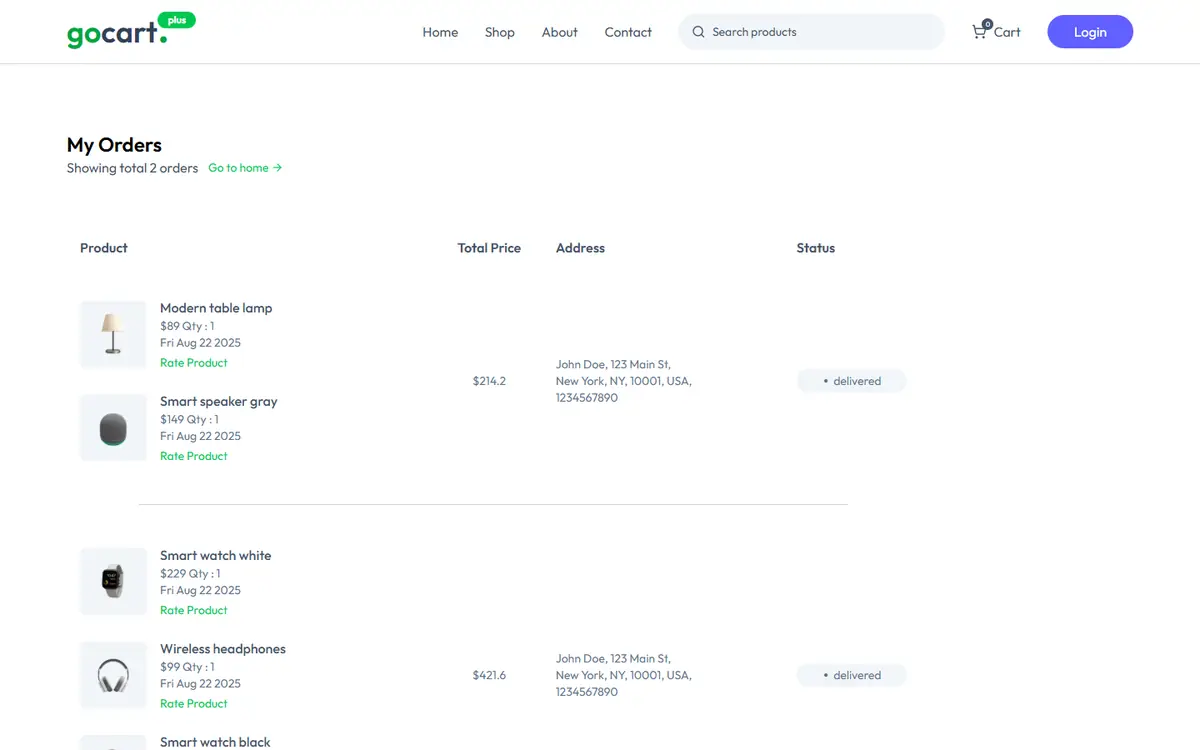 gocart.
plus
Home
Shop
About
Contact
Search products
0
Cart
Login
My Orders
Showing total 2 orders
Go to home →
Product
Total Price
Address
Status
Modern table lamp
$89 Qty : 1
Fri Aug 22 2025
Rate Product
Smart speaker gray
$149 Qty : 1
Fri Aug 22 2025
Rate Product
$214.2
John Doe, 123 Main St,
New York, NY, 10001, USA,
1234567890
• delivered
Smart watch white
$229 Qty : 1
Fri Aug 22 2025
Rate Product
Wireless headphones
$99 Qty : 1
Fri Aug 22 2025
Rate Product
Smart watch black
$421.6
John Doe, 123 Main St,
New York, NY, 10001, USA,
1234567890
• delivered